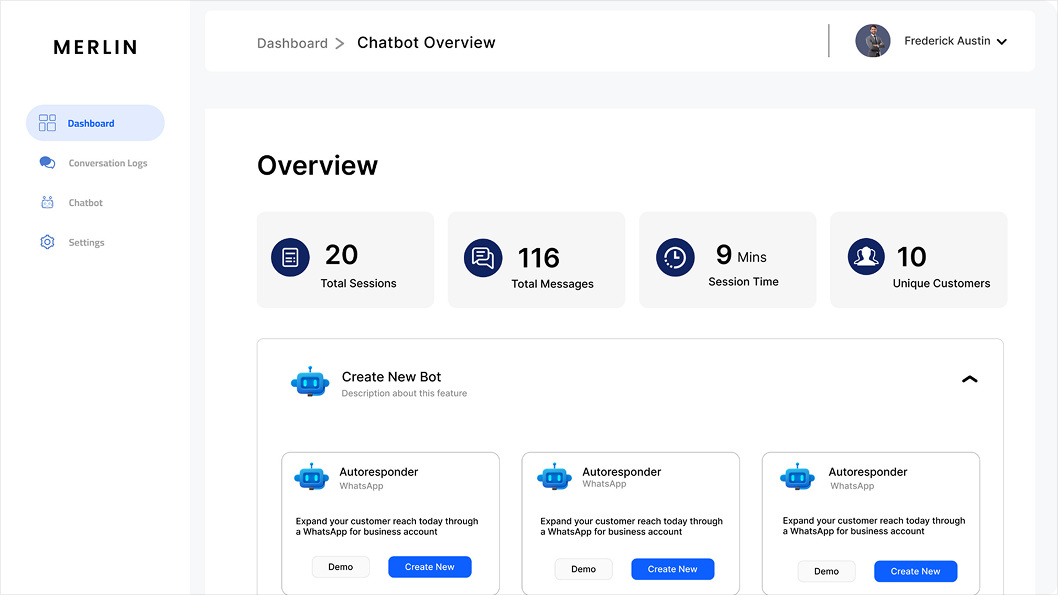 MERLIN
Dashboard > Chatbot Overview
Frederick Austin
Dashboard
Conversation Logs
Chatbot
Settings
Overview
20
Total Sessions
116
Total Messages
9 Mins
Session Time
10
Unique Customers
Create New Bot
Description about this feature
Autoresponder
WhatsApp
Expand your customer reach today through
a WhatsApp for business account
Demo
Create New
Autoresponder
WhatsApp
Expand your customer reach today through
a WhatsApp for business account
Demo
Create New
Autoresponder
WhatsApp
Expand your customer reach today through
a WhatsApp for business account
Demo
Create New